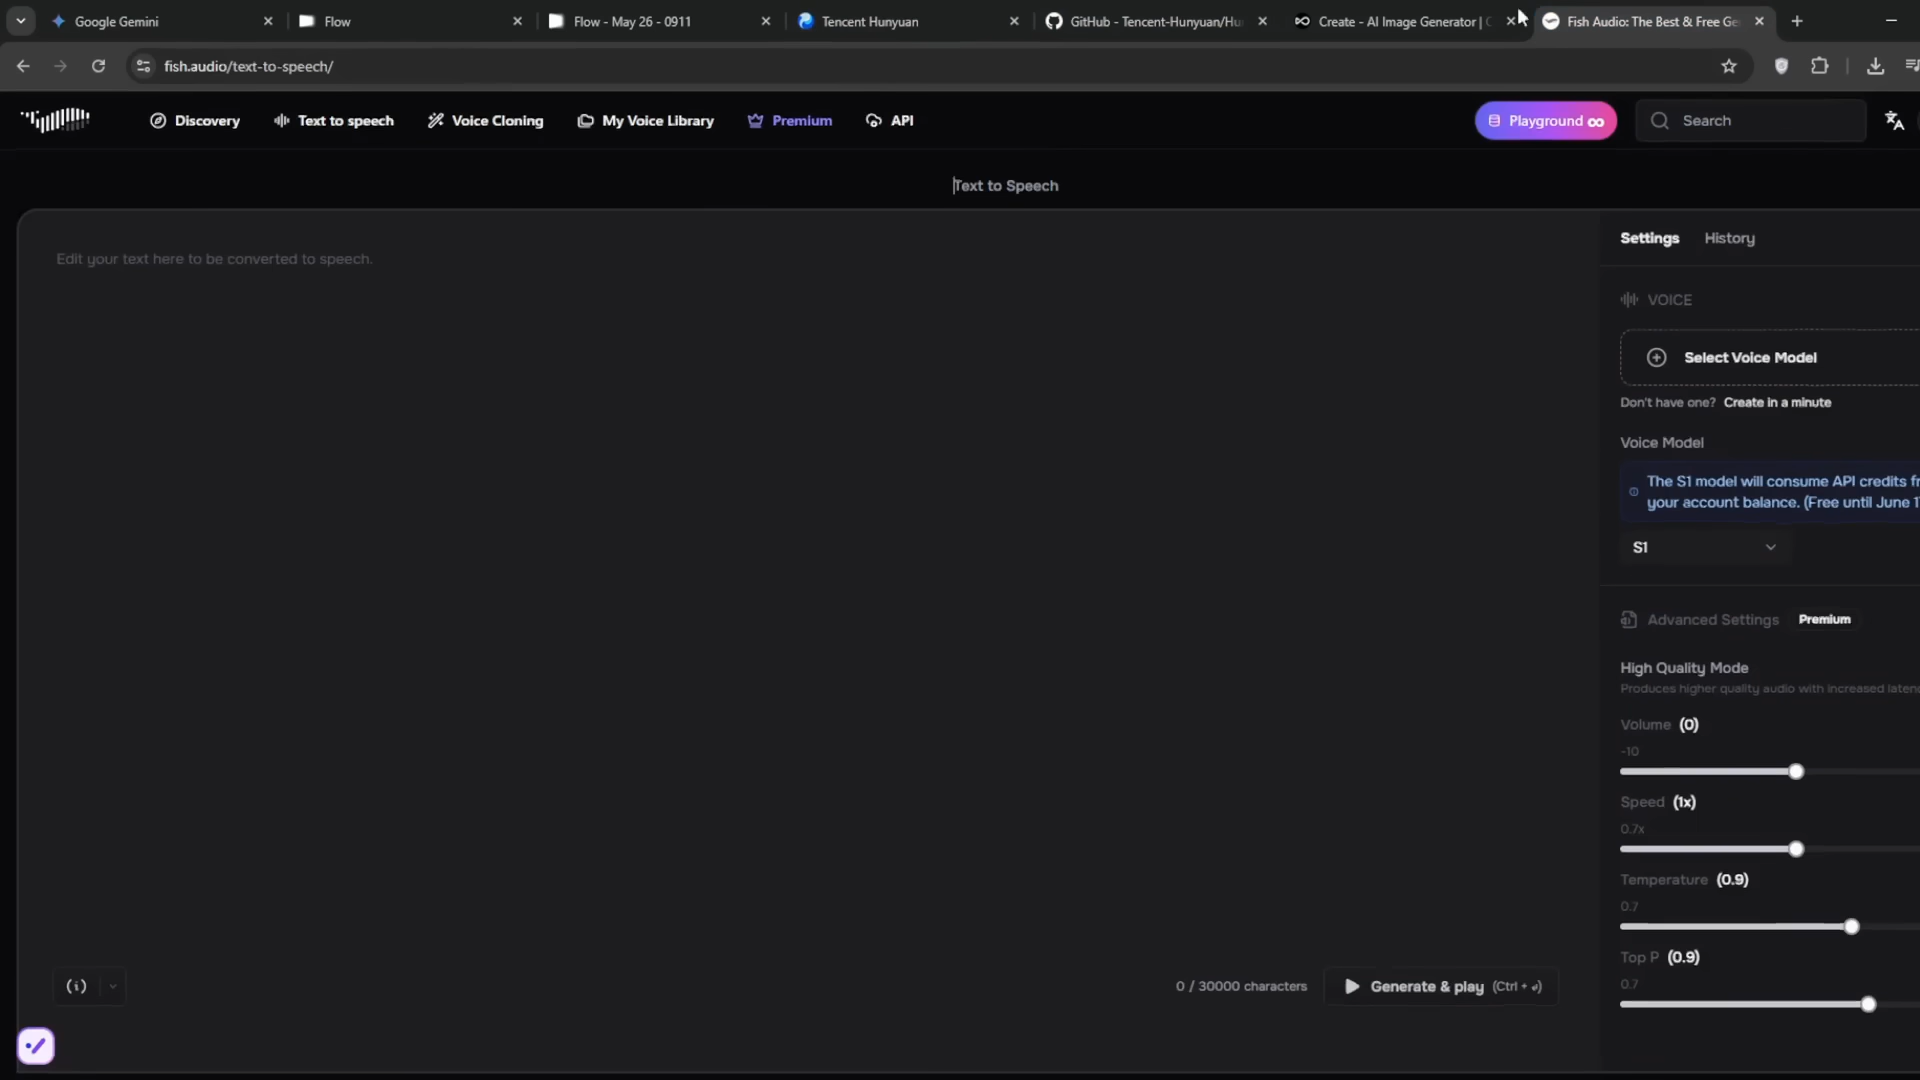 Google Gemini
Flow
Flow - May 26 - 0911
Tencent Hunyuan
GitHub - Tencent-Hunyuan/Hu
Create - AI Image Generator |
Fish Audio: The Best & Free Ge
fish.audio/text-to-speech/
Discovery
Text to speech
Voice Cloning
My Voice Library
Premium
API
Playground ∞
Search
Text to Speech
Edit your text here to be converted to speech.
Settings
History
VOICE
Select Voice Model
Don't have one? Create in a minute
Voice Model
The S1 model will consume API credits fr
your account balance. (Free until June 1
S1
Advanced Settings
Premium
High Quality Mode
Produces higher quality audio with increased laten
Volume (0)
-10
Speed (1x)
0.7x
Temperature (0.9)
0.7
Top P (0.9)
0.7
0 / 30000 characters
Generate & play (Ctrl + ↲)